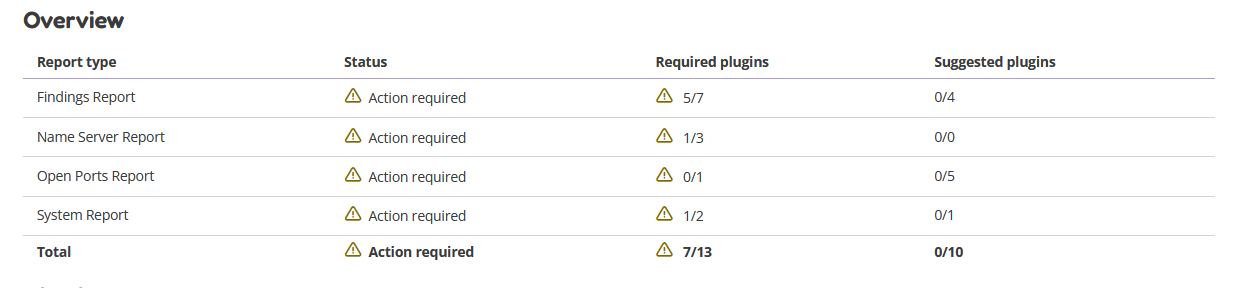 Overview
Report type Status Required plugins Suggested plugins
Findings Report Action required 5/7 0/4
Name Server Report Action required 1/3 0/0
Open Ports Report Action required 0/1 0/5
System Report Action required 1/2 0/1
Total Action required 7/13 0/10